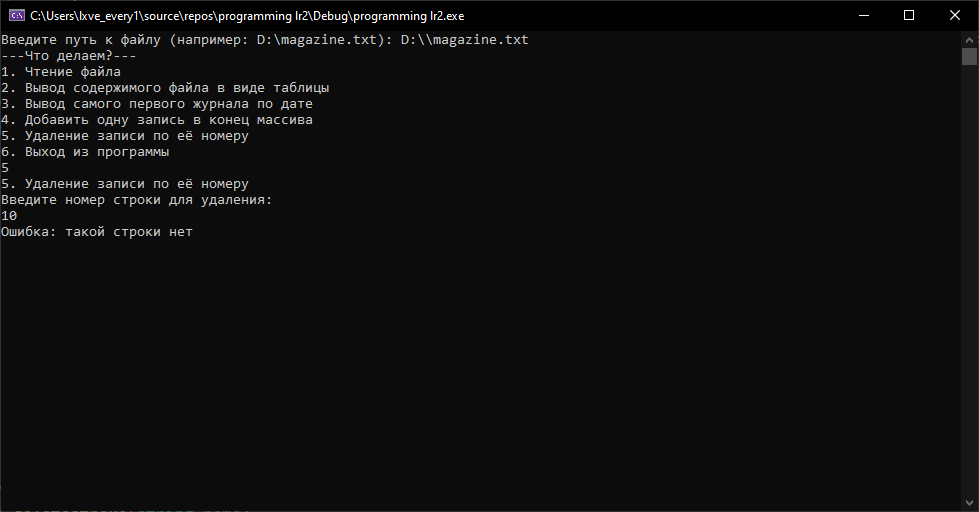 C:\Users\lxve_every1\source\repos\programming lr2\Debug\programming lr2.exe
Введите путь к файлу (например: D:\magazine.txt): D:\\magazine.txt
---Что делаем?---
1. Чтение файла
2. Вывод содержимого файла в виде таблицы
3. Вывод самого первого журнала по дате
4. Добавить одну запись в конец массива
5. Удаление записи по её номеру
6. Выход из программы
5
5. Удаление записи по её номеру
Введите номер строки для удаления:
10
Ошибка: такой строки нет